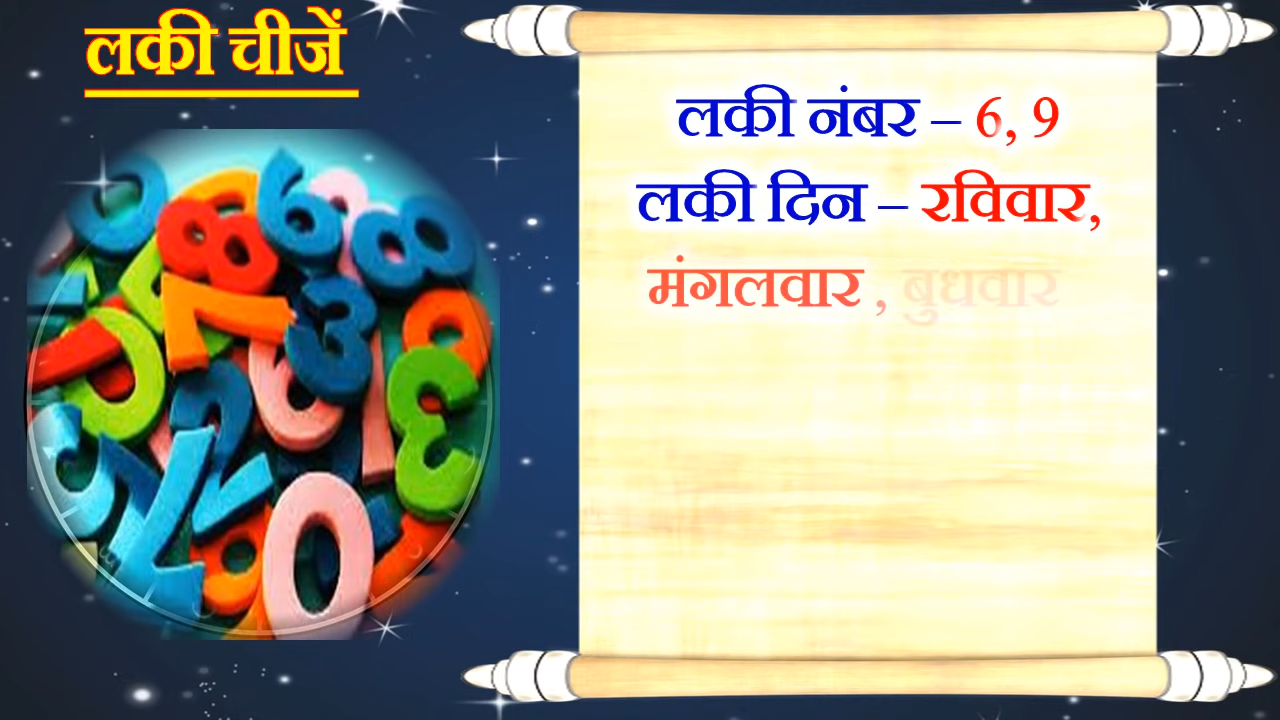 लकी चीजें
लकी नंबर – 6, 9
लकी दिन – रविवार,
मंगलवार , बुधवार